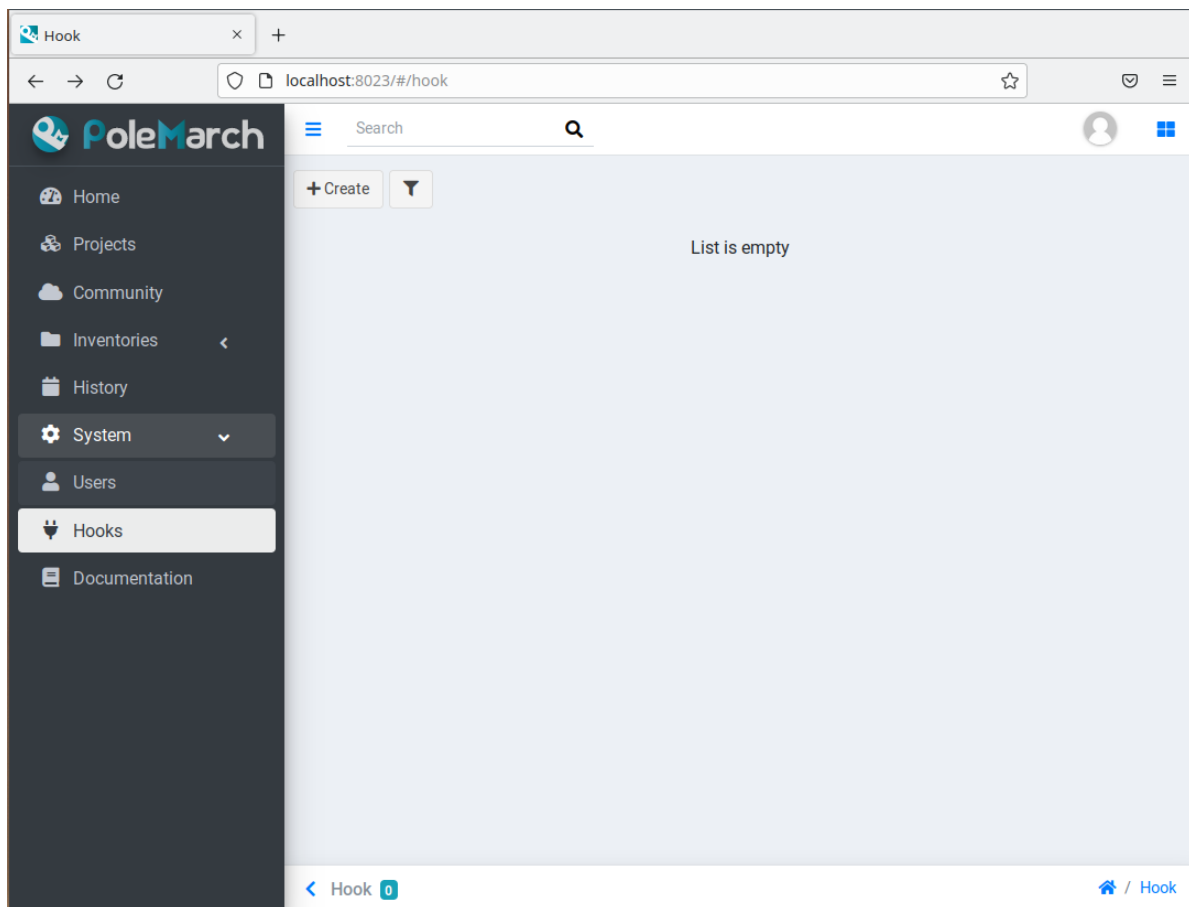 Hook
localhost:8023/#/hook
PoleMarch
Search
Home
Projects
Community
Inventories
History
System
Users
Hooks
Documentation
Create
List is empty
Hook 0
/ Hook